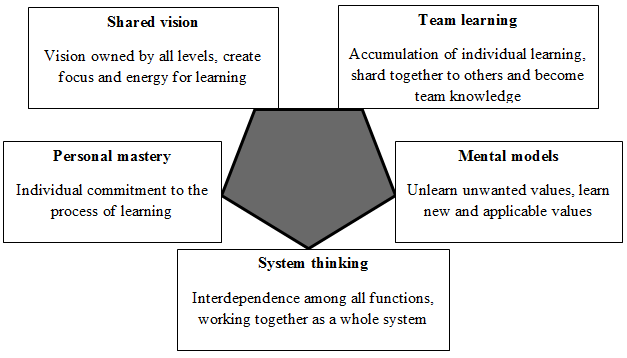 Shared vision
Vision owned by all levels, create
focus and energy for learning
Team learning
Accumulation of individual learning,
shard together to others and become
team knowledge
Personal mastery
Individual commitment to the
process of learning
Mental models
Unlearn unwanted values, learn
new and applicable values
System thinking
Interdependence among all functions,
working together as a whole system